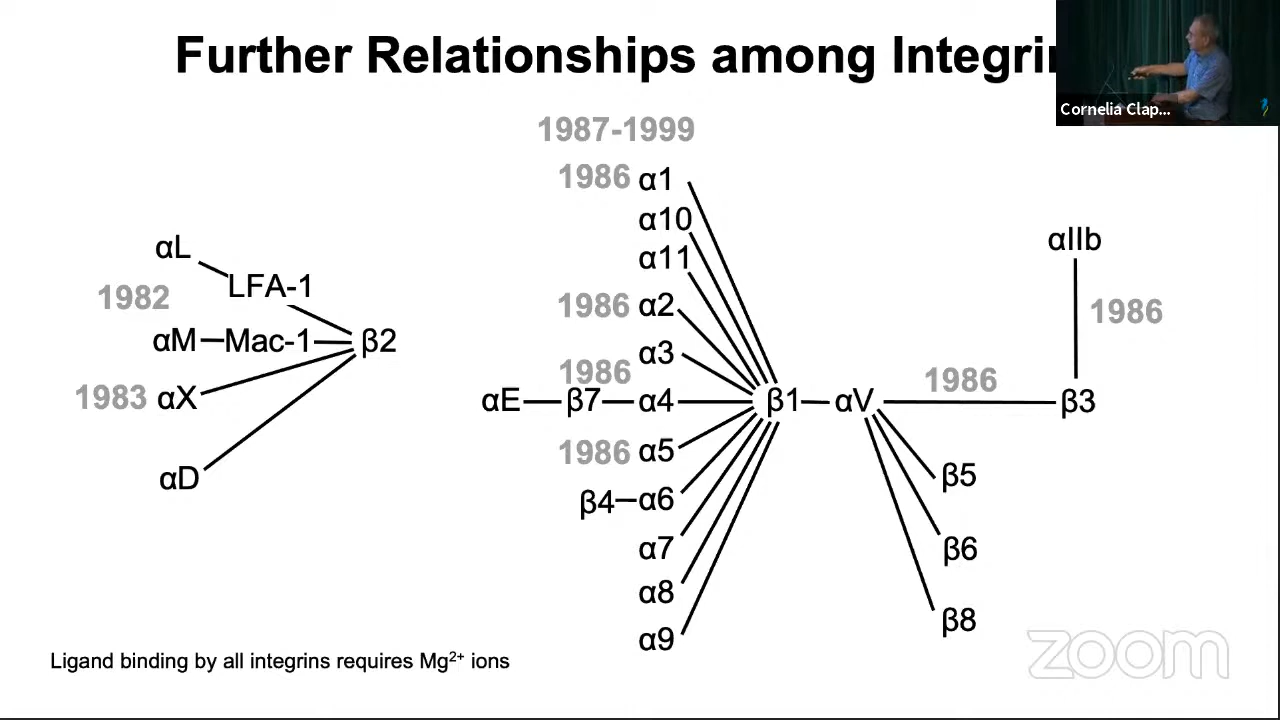 Further Relationships among Integrin
Cornelia Clap...
1987-1999
1986 α1
α10
α11
αL
LFA-1
1982
αM
Mac-1
β2
1983 αX
αD
1986 α2
α3
1986
αE
β7
α4
β1
αV
1986 α5
β4
α6
α7
α8
α9
αIIb
1986
1986
β3
β5
β6
β8
Ligand binding by all integrins requires Mg²⁺ ions
zoom